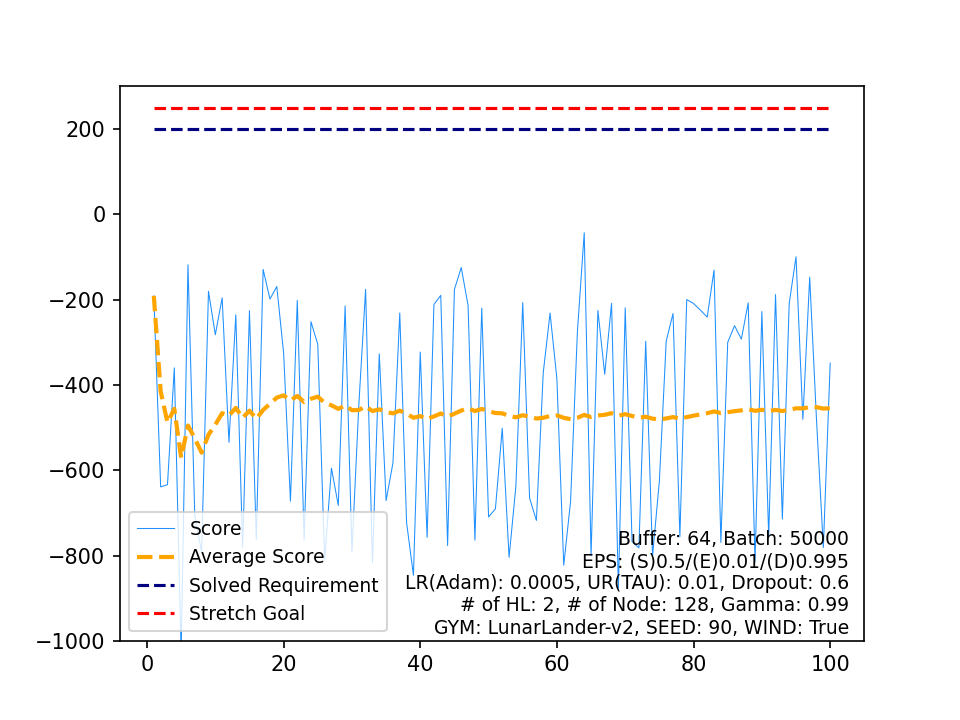 200
0
−200
−400
−600
−800
−1000
0
20
40
60
80
100
Score
Average Score
Solved Requirement
Stretch Goal
Buffer: 64, Batch: 50000
EPS: (S)0.5/(E)0.01/(D)0.995
LR(Adam): 0.0005, UR(TAU): 0.01, Dropout: 0.6
# of HL: 2, # of Node: 128, Gamma: 0.99
GYM: LunarLander-v2, SEED: 90, WIND: True